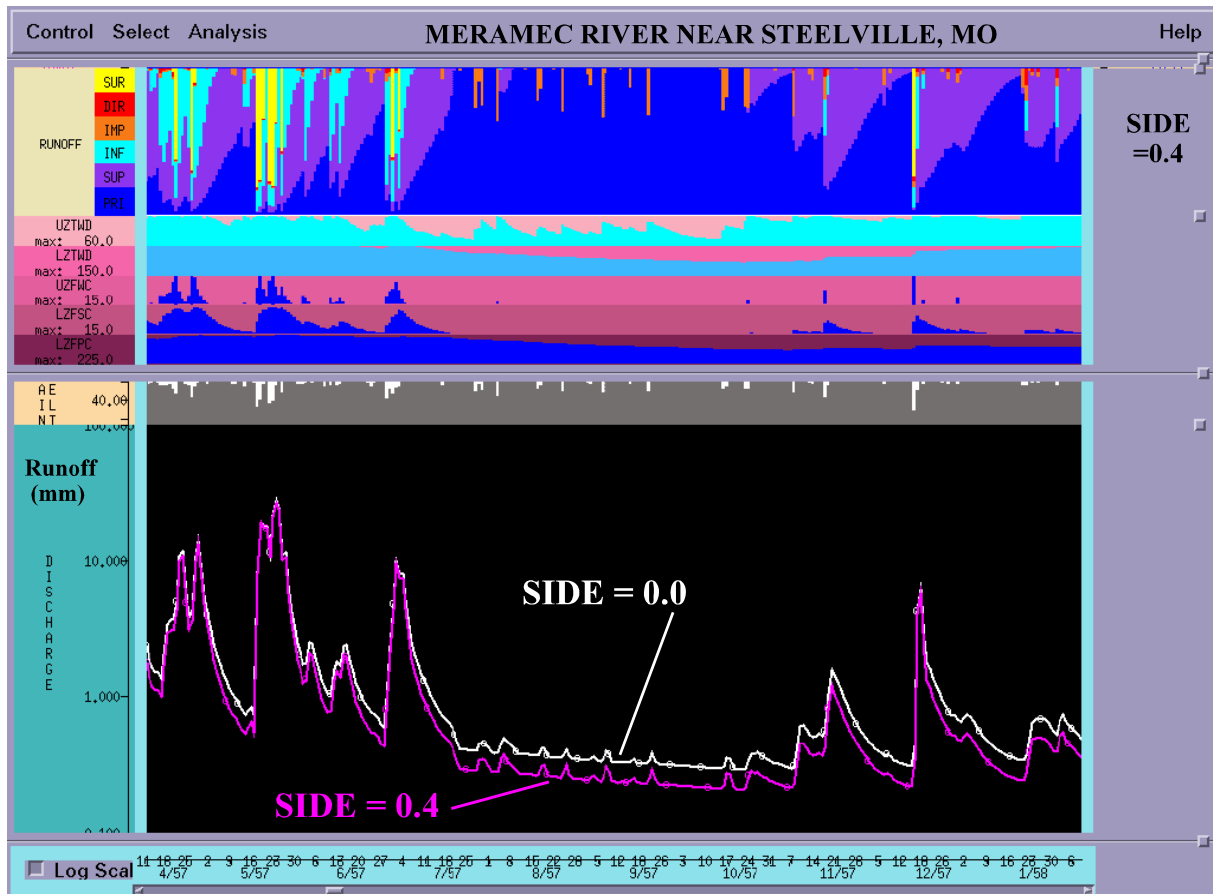 Control Select Analysis MERAMEC RIVER NEAR STEELVILLE, MO Help
SUR
DIR
IMP
RUNOFF INF
SUP
PRI
SIDE
=0.4
UZTWD
max: 60.0
LZTWD
max: 150.0
UZFWC
max: 15.0
LZFSC
max: 15.0
LZFPC
max: 225.0
A E
I L 40.00
N T
100.000
Runoff
(mm)
DISCHARGE
10.000
1.000
0.100
SIDE = 0.0
SIDE = 0.4
Log Scal
11 18 25 2 9 16 23 30 6 13 20 27 4 11 18 25 1 8 15 22 28 5 12 18 26 3 10 17 24 31 7 14 21 28 5 12 18 26 2 9 16 23 30 6
4/57 5/57 6/57 7/57 8/57 9/57 10/57 11/57 12/57 1/58